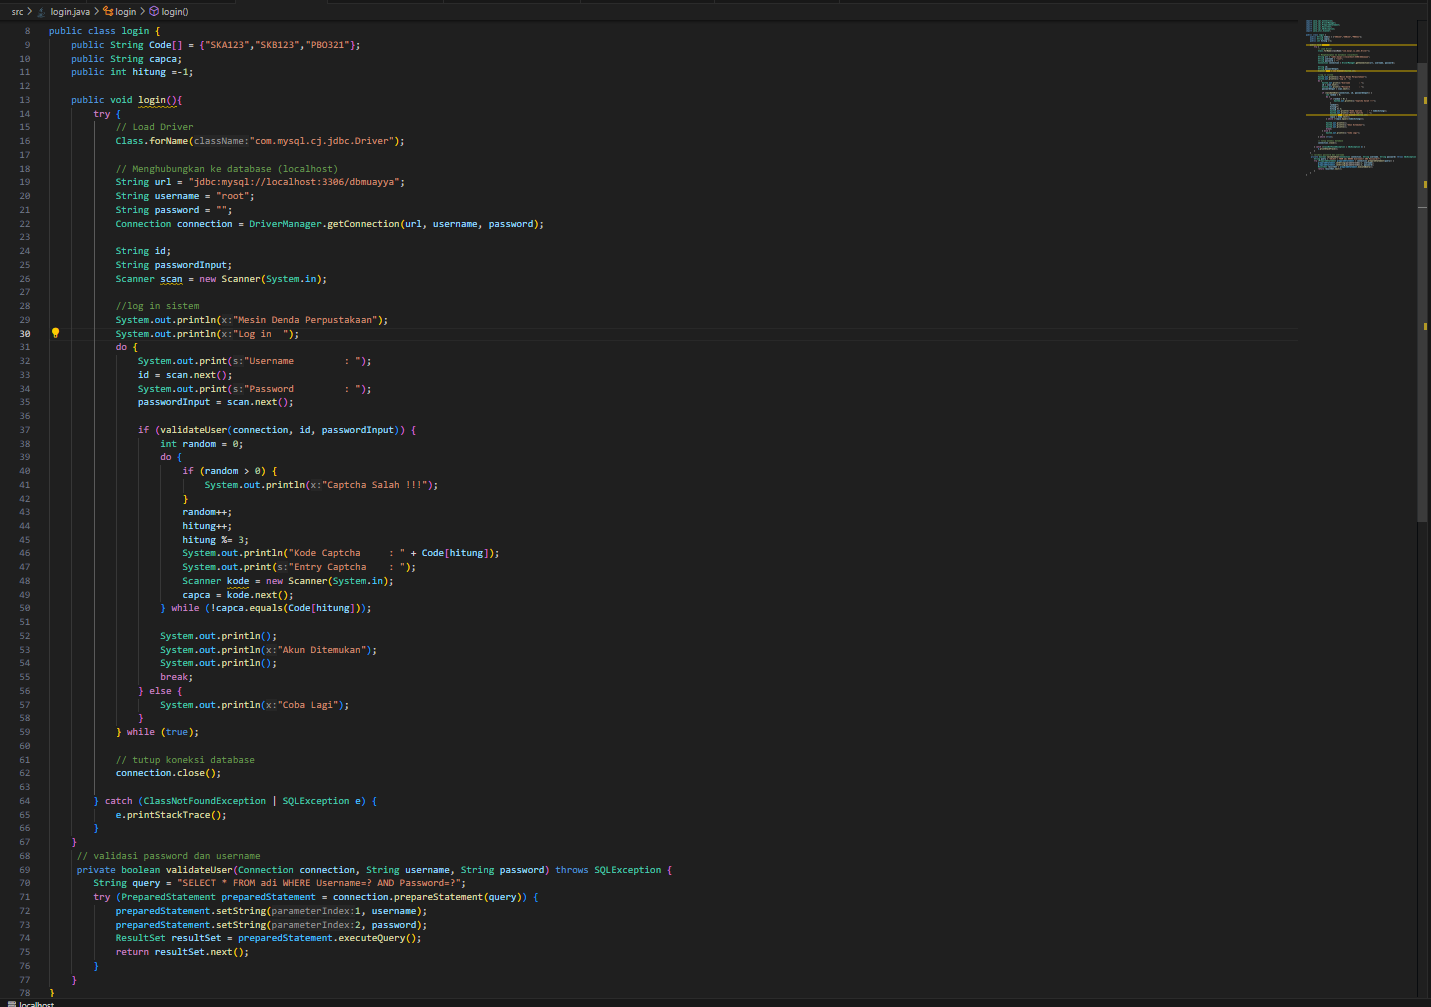 src > login.java > login > login()
8 public class login {
9 public String Code[] = {"SKA123","SKB123","PBO321"};
10 public String capca;
11 public int hitung =-1;
12
13 public void login(){
14 try {
15 // Load Driver
16 Class.forName(className:"com.mysql.cj.jdbc.Driver");
17
18 // Menghubungkan ke database (localhost)
19 String url = "jdbc:mysql://localhost:3306/dbmuayya";
20 String username = "root";
21 String password = "";
22 Connection connection = DriverManager.getConnection(url, username, password);
23
24 String id;
25 String passwordInput;
26 Scanner scan = new Scanner(System.in);
27
28 //log in sistem
29 System.out.println(x:"Mesin Denda Perpustakaan");
30 System.out.println(x:"Log in  ");
31 do {
32 System.out.print(s:"Username         : ");
33 id = scan.next();
34 System.out.print(s:"Password         : ");
35 passwordInput = scan.next();
36
37 if (validateUser(connection, id, passwordInput)) {
38 int random = 0;
39 do {
40 if (random > 0) {
41 System.out.println(x:"Captcha Salah !!!");
42 }
43 random++;
44 hitung++;
45 hitung %= 3;
46 System.out.println("Kode Captcha     : " + Code[hitung]);
47 System.out.print(s:"Entry Captcha    : ");
48 Scanner kode = new Scanner(System.in);
49 capca = kode.next();
50 } while (!capca.equals(Code[hitung]));
51
52 System.out.println();
53 System.out.println(x:"Akun Ditemukan");
54 System.out.println();
55 break;
56 } else {
57 System.out.println(x:"Coba Lagi");
58 }
59 } while (true);
60
61 // tutup koneksi database
62 connection.close();
63
64 } catch (ClassNotFoundException | SQLException e) {
65 e.printStackTrace();
66 }
67 }
68 // validasi password dan username
69 private boolean validateUser(Connection connection, String username, String password) throws SQLException {
70 String query = "SELECT * FROM adi WHERE Username=? AND Password=?";
71 try (PreparedStatement preparedStatement = connection.prepareStatement(query)) {
72 preparedStatement.setString(parameterIndex:1, username);
73 preparedStatement.setString(parameterIndex:2, password);
74 ResultSet resultSet = preparedStatement.executeQuery();
75 return resultSet.next();
76 }
77 }
78 }
localhost